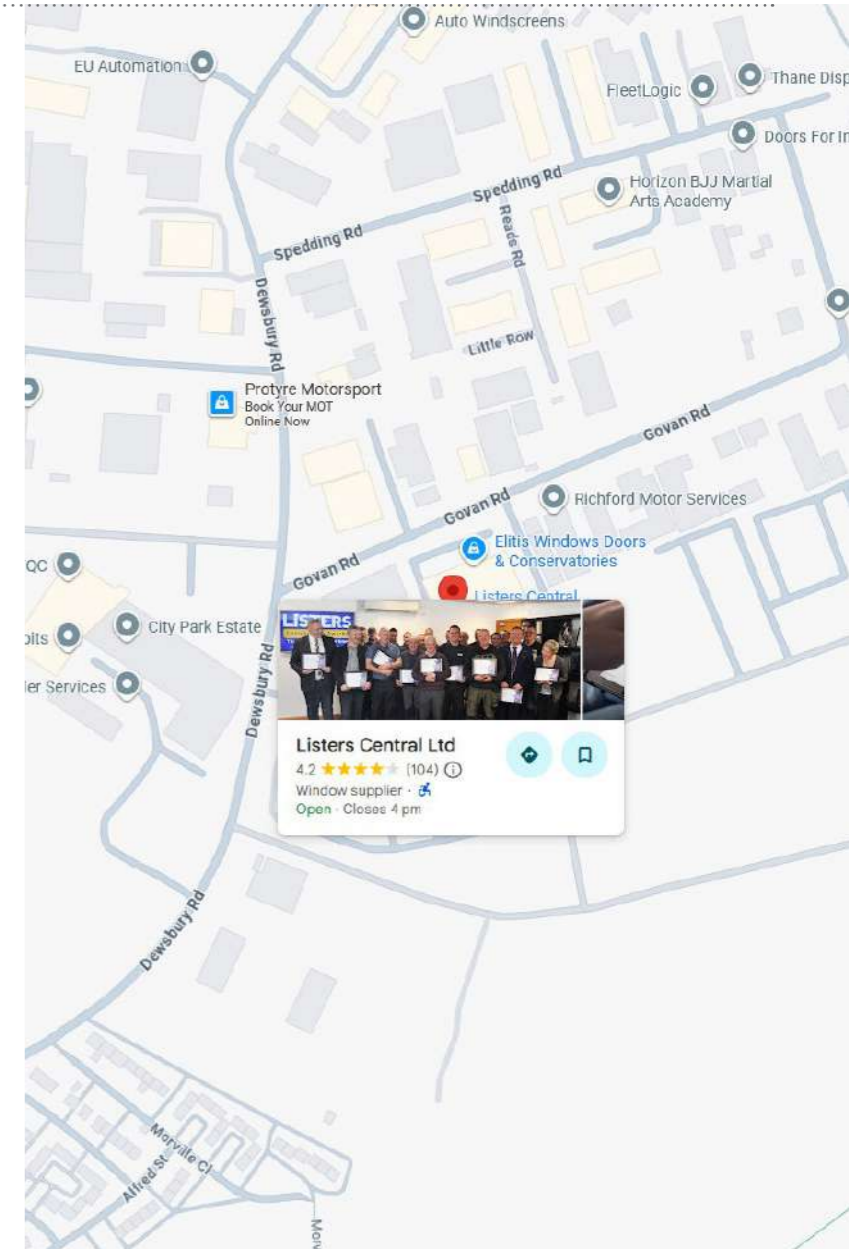 Auto Windscreens
EU Automation
FleetLogic
Thane Disp
Doors For In
Spedding Rd
Horizon BJJ Martial
Arts Academy
Reads Rd
Spedding Rd
Dewsbury Rd
Little Row
Protyre Motorsport
Book Your MOT
Online Now
Govan Rd
Richford Motor Services
Govan Rd
Elitis Windows Doors
& Conservatories
QC
Govan Rd
Listers Central
LISTERS
City Park Estate
Dewsbury Rd
er Services
Listers Central Ltd
4.2 (104)
Window supplier ·
Open · Closes 4 pm
Dewsbury Rd
Morville Cl
Alfred St
Morv